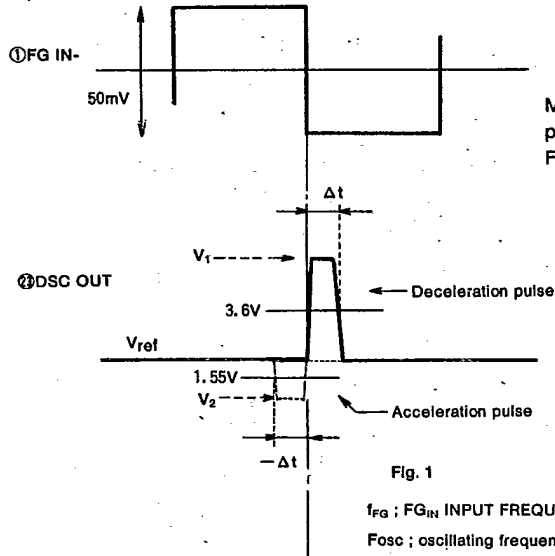 ①FG IN-
50mV
M
p
F
Δt
V₁
㉓DSC OUT
Deceleration pulse
3.6V
Vref
1.55V
V₂
Acceleration pulse
-Δt
Fig. 1
fFG ; FGIN INPUT FREQU
Fosc ; oscillating frequen